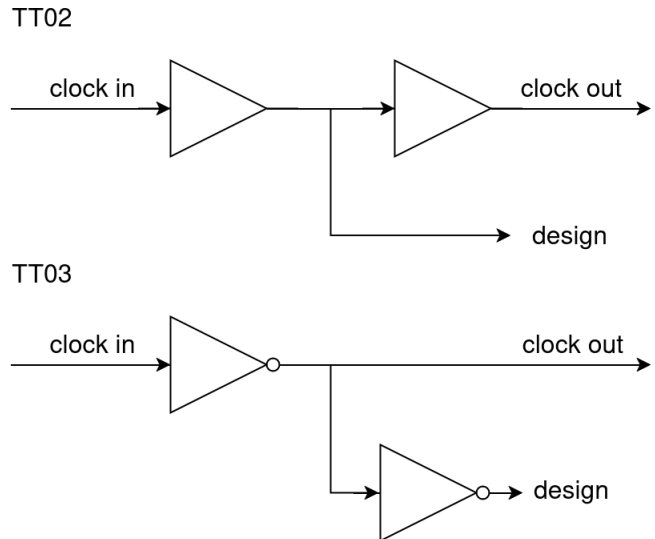 TT02
clock in
clock out
design
TT03
clock in
clock out
design